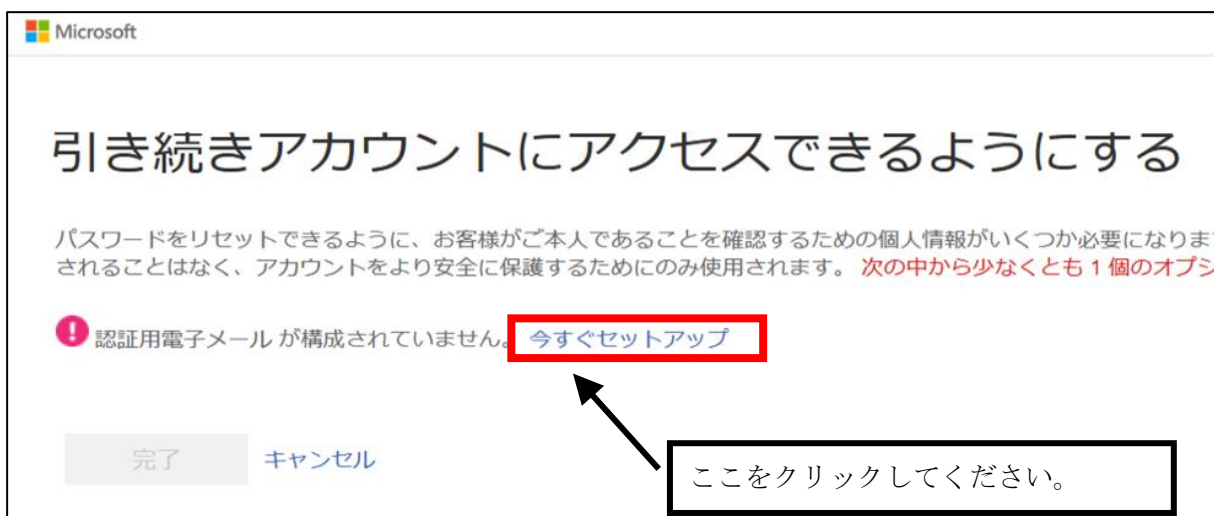 Microsoft
引き続きアカウントにアクセスできるようにする
パスワードをリセットできるように、お客様がご本人であることを確認するための個人情報がいくつか必要になりま
されることはなく、アカウントをより安全に保護するためにのみ使用されます。 次の中から少なくとも 1 個のオプシ
認証用電子メール が構成されていません。 今すぐセットアップ
完了 キャンセル
ここをクリックしてください。